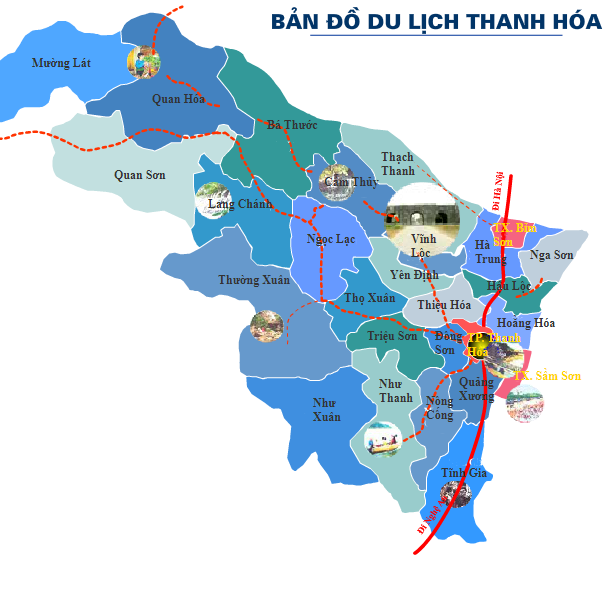 BẢN ĐỒ DU LỊCH THANH HÓA
Mường Lát
Quan Hóa
Bá Thước
Quan Sơn
Thạch
Thanh
Cẩm Thủy
Lang Chánh
Đi Hà Nội
TX. Bỉm
Sơn
Ngọc Lạc
Vĩnh
Lộc
Hà
Trung
Nga Sơn
Thường Xuân
Yên Định
Hậu Lộc
Thọ Xuân
Thiệu Hóa
Hoằng Hóa
Triệu Sơn
Đông
Sơn
TP. Thanh
Hóa
TX. Sầm Sơn
Như
Thanh
Quảng
Xương
Như
Xuân
Nông
Cống
Tĩnh Gia
Đi Nghệ